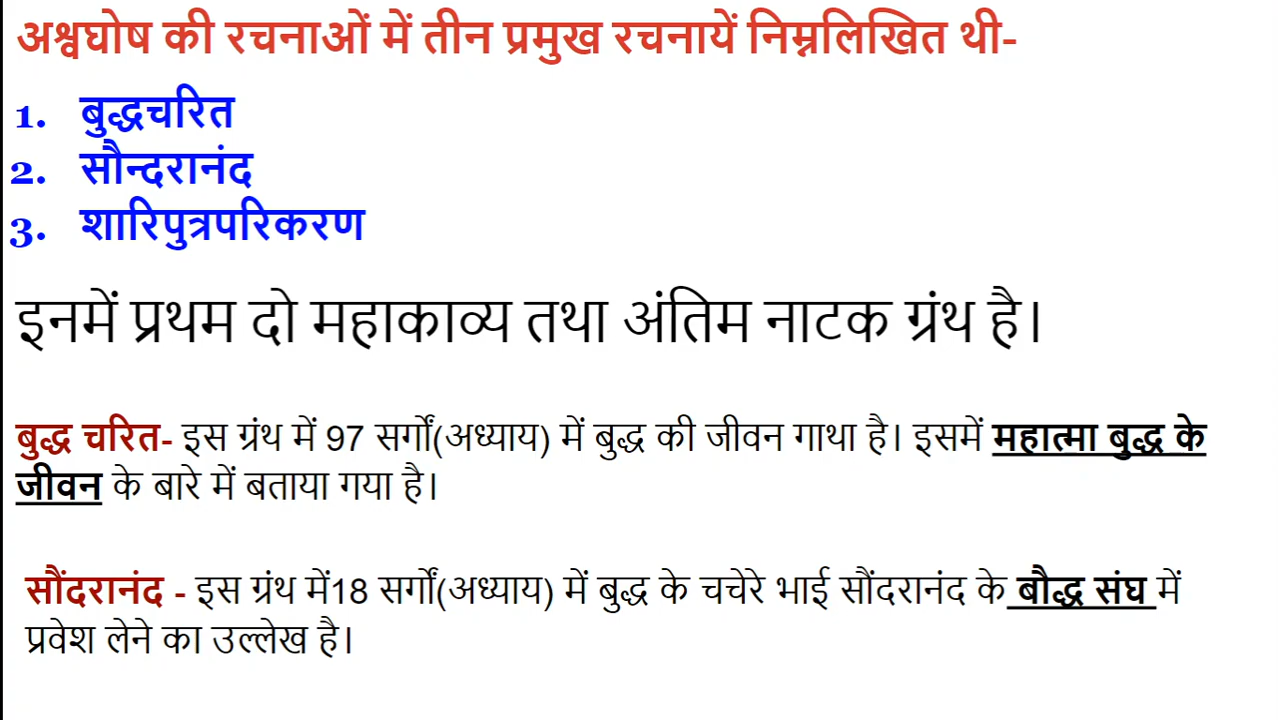 अश्वघोष की रचनाओं में तीन प्रमुख रचनायें निम्नलिखित थी-
1. बुद्धचरित
2. सौन्दरानंद
3. शारिपुत्रपरिकरण
इनमें प्रथम दो महाकाव्य तथा अंतिम नाटक ग्रंथ है।
बुद्ध चरित- इस ग्रंथ में 97 सर्गों(अध्याय) में बुद्ध की जीवन गाथा है। इसमें महात्मा बुद्ध के
जीवन के बारे में बताया गया है।
सौंदरानंद - इस ग्रंथ में18 सर्गों(अध्याय) में बुद्ध के चचेरे भाई सौंदरानंद के बौद्ध संघ में
प्रवेश लेने का उल्लेख है।